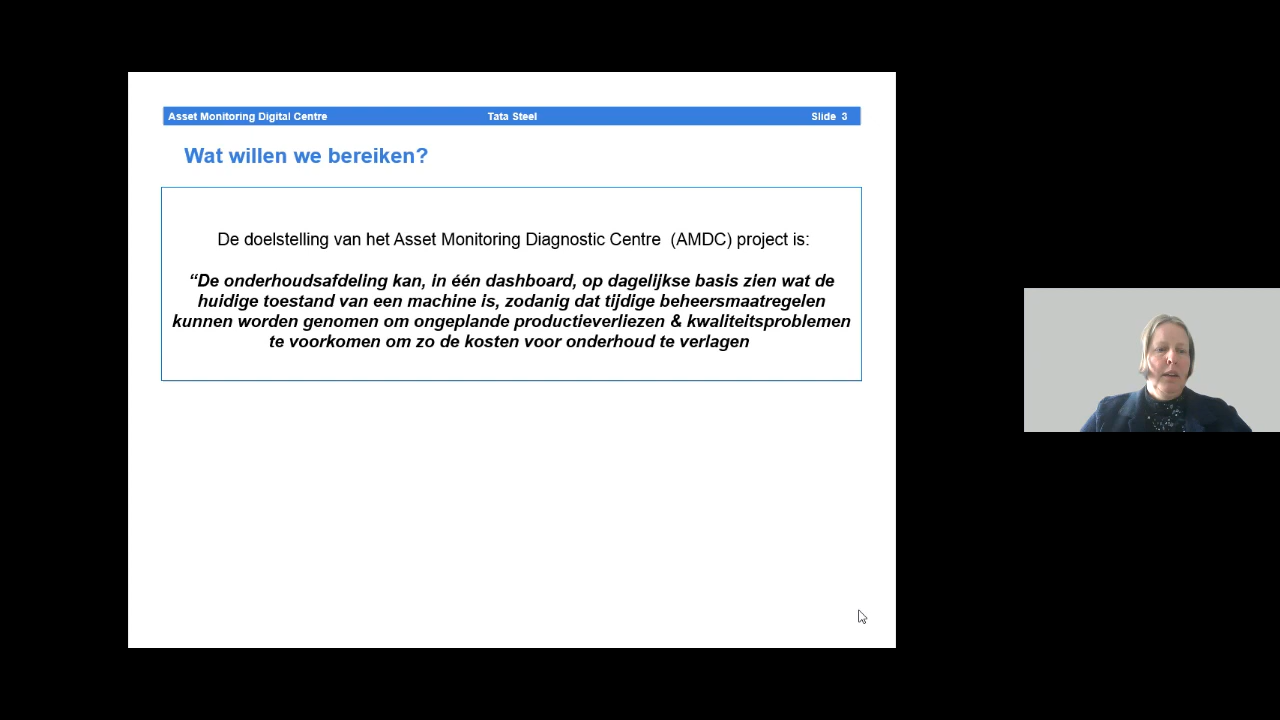 Asset Monitoring Digital Centre Tata Steel Slide 3
Wat willen we bereiken?
De doelstelling van het Asset Monitoring Diagnostic Centre (AMDC) project is:
“De onderhoudsafdeling kan, in één dashboard, op dagelijkse basis zien wat de
huidige toestand van een machine is, zodanig dat tijdige beheersmaatregelen
kunnen worden genomen om ongeplande productieverliezen & kwaliteitsproblemen
te voorkomen om zo de kosten voor onderhoud te verlagen